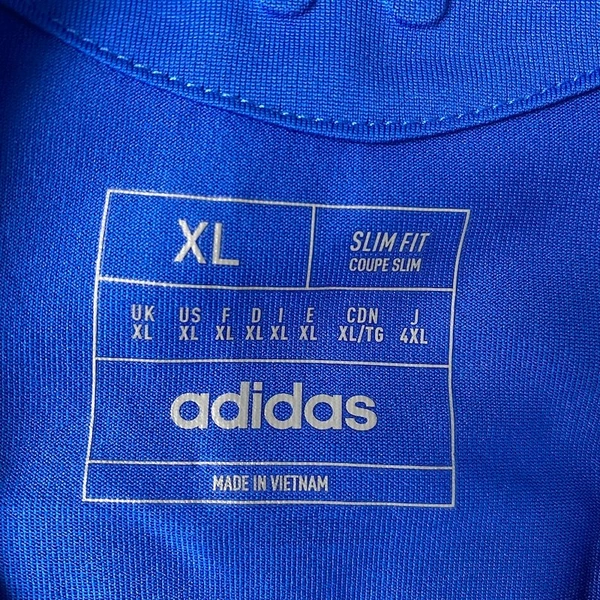 XL
SLIM FIT
COUPE SLIM
UK US F D I E CDN J
XL XL XL XL XL XL XL/TG 4XL
adidas
MADE IN VIETNAM